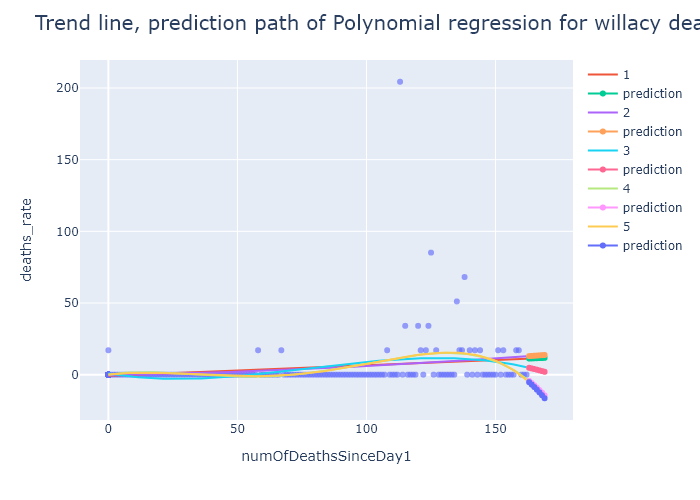 Trend line, prediction path of Polynomial regression for willacy dea
200
150
100
50
0
0
50
100
150
deaths_rate
numOfDeathsSinceDay1
1
prediction
2
prediction
3
prediction
4
prediction
5
prediction